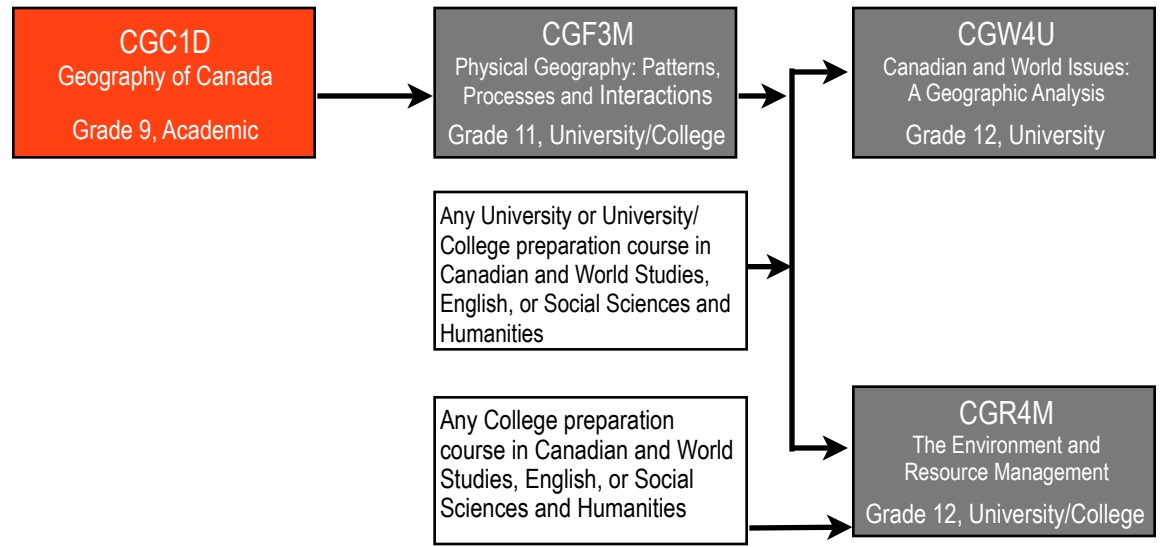 CGC1D
Geography of Canada
Grade 9, Academic
CGF3M
Physical Geography: Patterns,
Processes and Interactions
Grade 11, University/College
CGW4U
Canadian and World Issues:
A Geographic Analysis
Grade 12, University
Any University or University/
College preparation course in
Canadian and World Studies,
English, or Social Sciences and
Humanities
Any College preparation
course in Canadian and World
Studies, English, or Social
Sciences and Humanities
CGR4M
The Environment and
Resource Management
Grade 12, University/College